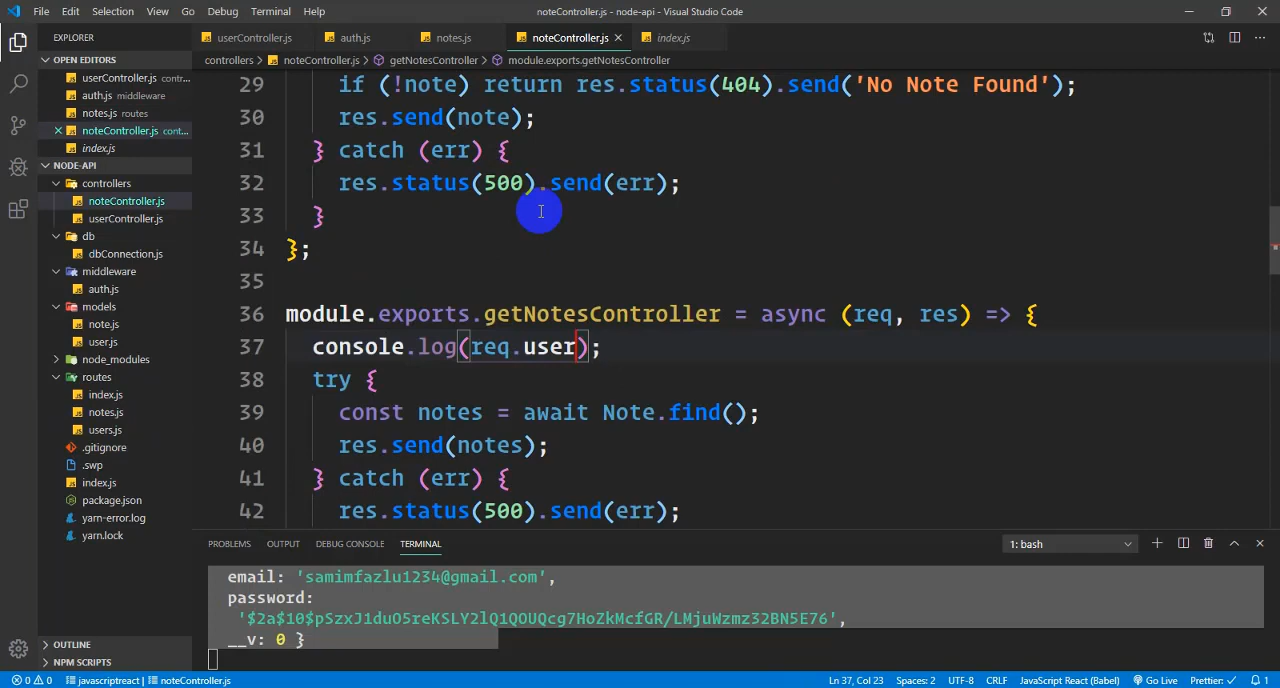 File Edit Selection View Go Debug Terminal Help
noteController.js - node-api - Visual Studio Code
EXPLORER
userController.js
auth.js
notes.js
noteController.js
index.js
controllers > noteController.js > getNotesController > module.exports.getNotesController
OPEN EDITORS
userController.js contr...
auth.js middleware
notes.js routes
noteController.js cont...
index.js
NODE-API
controllers
noteController.js
userController.js
db
dbConnection.js
middleware
auth.js
models
note.js
user.js
node_modules
routes
index.js
notes.js
users.js
.gitignore
.swp
index.js
package.json
yarn-error.log
yarn.lock
OUTLINE
NPM SCRIPTS
29 if (!note) return res.status(404).send('No Note Found');
30 res.send(note);
31 } catch (err) {
32 res.status(500).send(err);
33 }
34 };
35
36 module.exports.getNotesController = async (req, res) => {
37 console.log(req.user);
38 try {
39 const notes = await Note.find();
40 res.send(notes);
41 } catch (err) {
42 res.status(500).send(err);
PROBLEMS OUTPUT DEBUG CONSOLE TERMINAL
1: bash
email: 'samimfazlu1234@gmail.com',
password:
'$2a$10$pSzxJ1duO5reKSLY2lQ1QOUQcg7HoZkMcfGR/LMjuWzmz32BN5E76',
__v: 0 }
0 0 javascriptreact | noteController.js
Ln 37, Col 23 Spaces: 2 UTF-8 CRLF JavaScript React (Babel) Go Live Prettier: ✓ 1